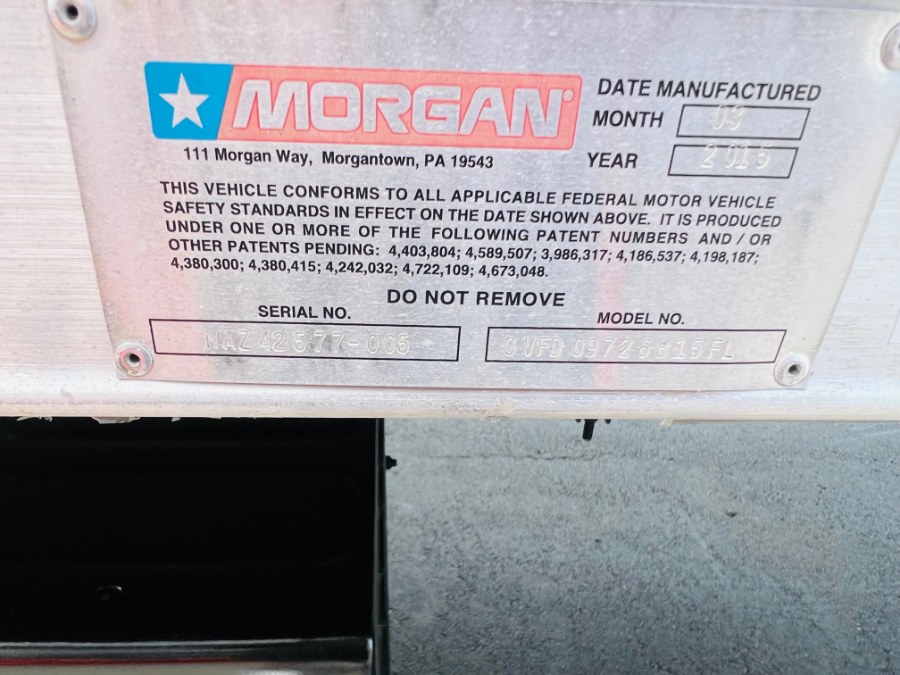 MORGAN®
111 Morgan Way, Morgantown, PA 19543
DATE MANUFACTURED
MONTH 03
YEAR 2015
THIS VEHICLE CONFORMS TO ALL APPLICABLE FEDERAL MOTOR VEHICLE
SAFETY STANDARDS IN EFFECT ON THE DATE SHOWN ABOVE. IT IS PRODUCED
UNDER ONE OR MORE OF THE FOLLOWING PATENT NUMBERS AND / OR
OTHER PATENTS PENDING: 4,403,804; 4,589,507; 3,986,317; 4,186,537; 4,198,187;
4,380,300; 4,380,415; 4,242,032; 4,722,109; 4,673,048.
DO NOT REMOVE
SERIAL NO.
MAZ 42577-005
MODEL NO.